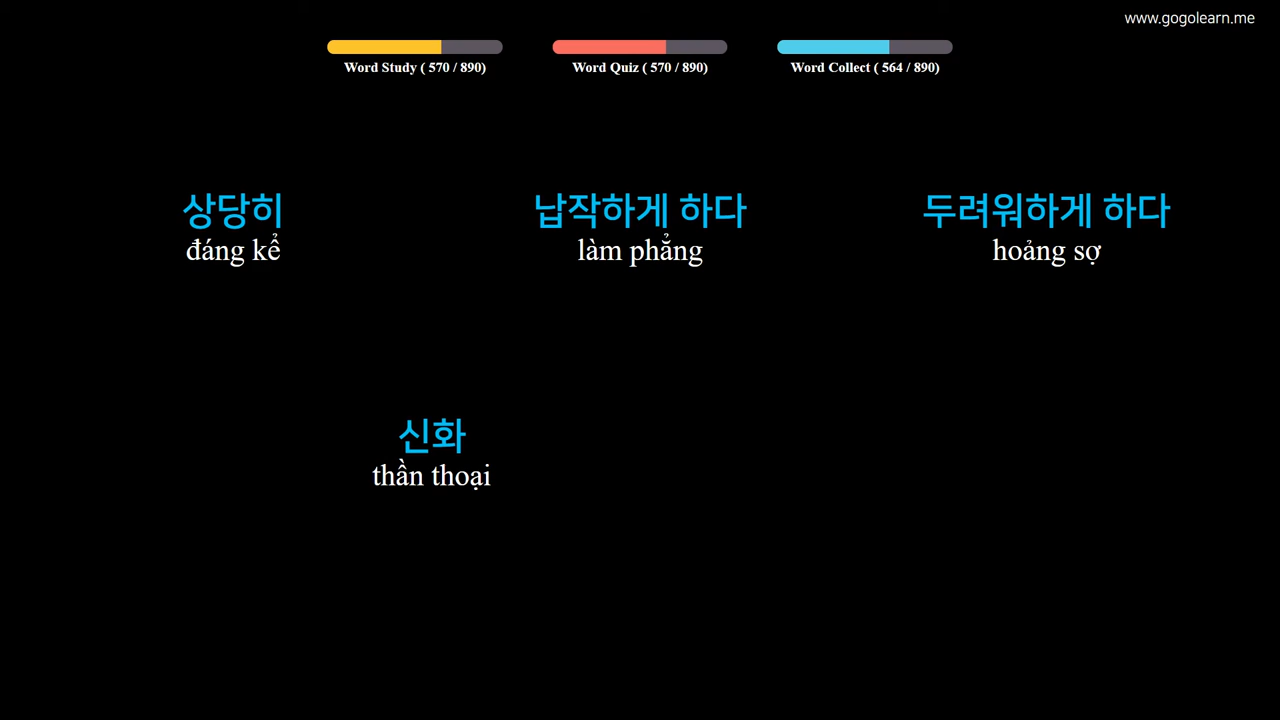 www.gogolearn.me
Word Study ( 570 / 890)
Word Quiz ( 570 / 890)
Word Collect ( 564 / 890)
상당히
đáng kể
납작하게 하다
làm phẳng
두려워하게 하다
hoảng sợ
신화
thần thoại